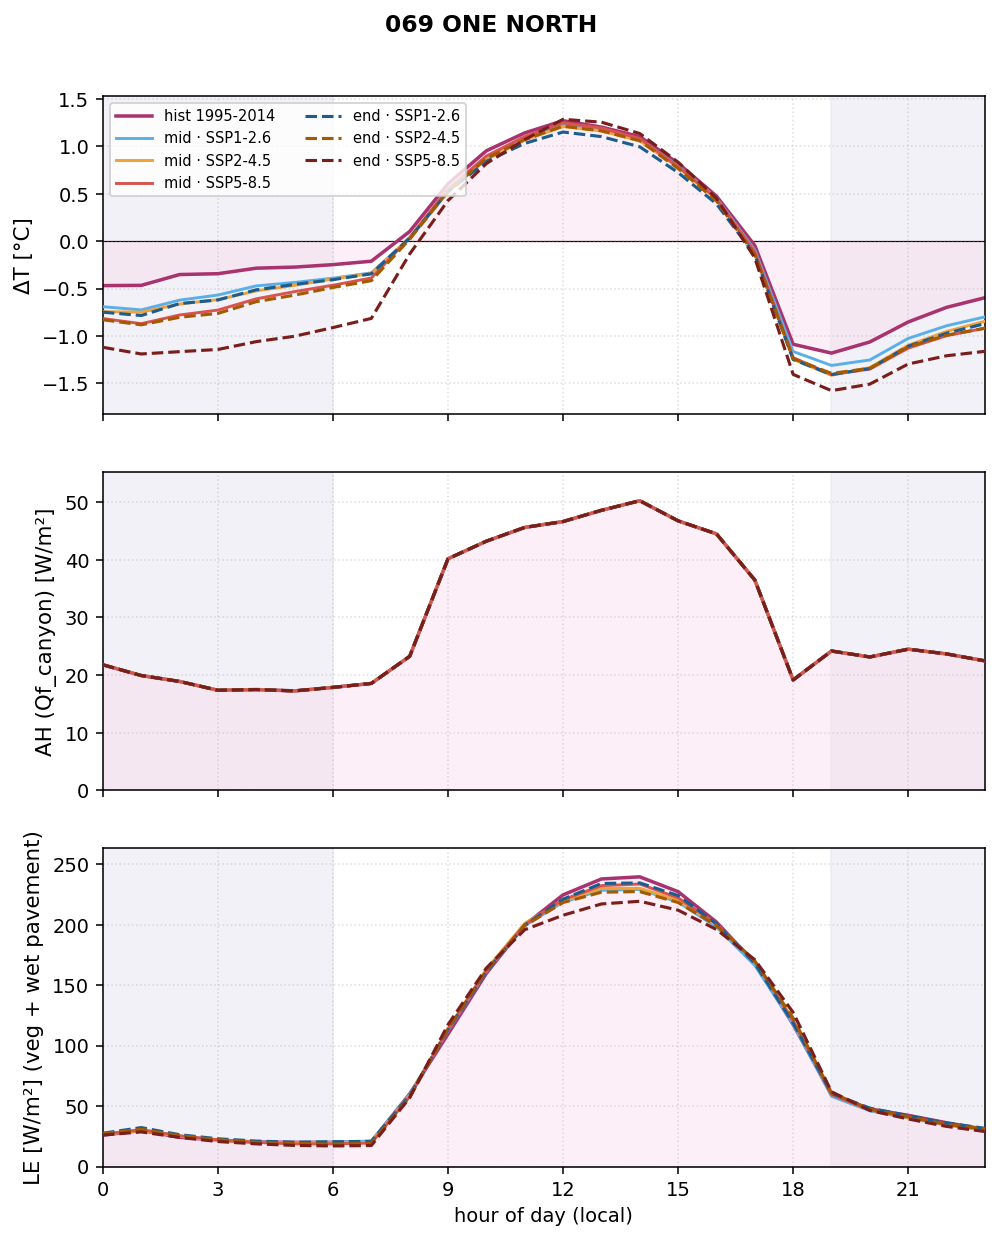 069 ONE NORTH
hist 1995-2014
mid · SSP1-2.6
mid · SSP2-4.5
mid · SSP5-8.5
end · SSP1-2.6
end · SSP2-4.5
end · SSP5-8.5
ΔT [°C]
1.5
1.0
0.5
0.0
−0.5
−1.0
−1.5
AH (Qf_canyon) [W/m²]
50
40
30
20
10
0
LE [W/m²] (veg + wet pavement)
250
200
150
100
50
0
0 3 6 9 12 15 18 21
hour of day (local)